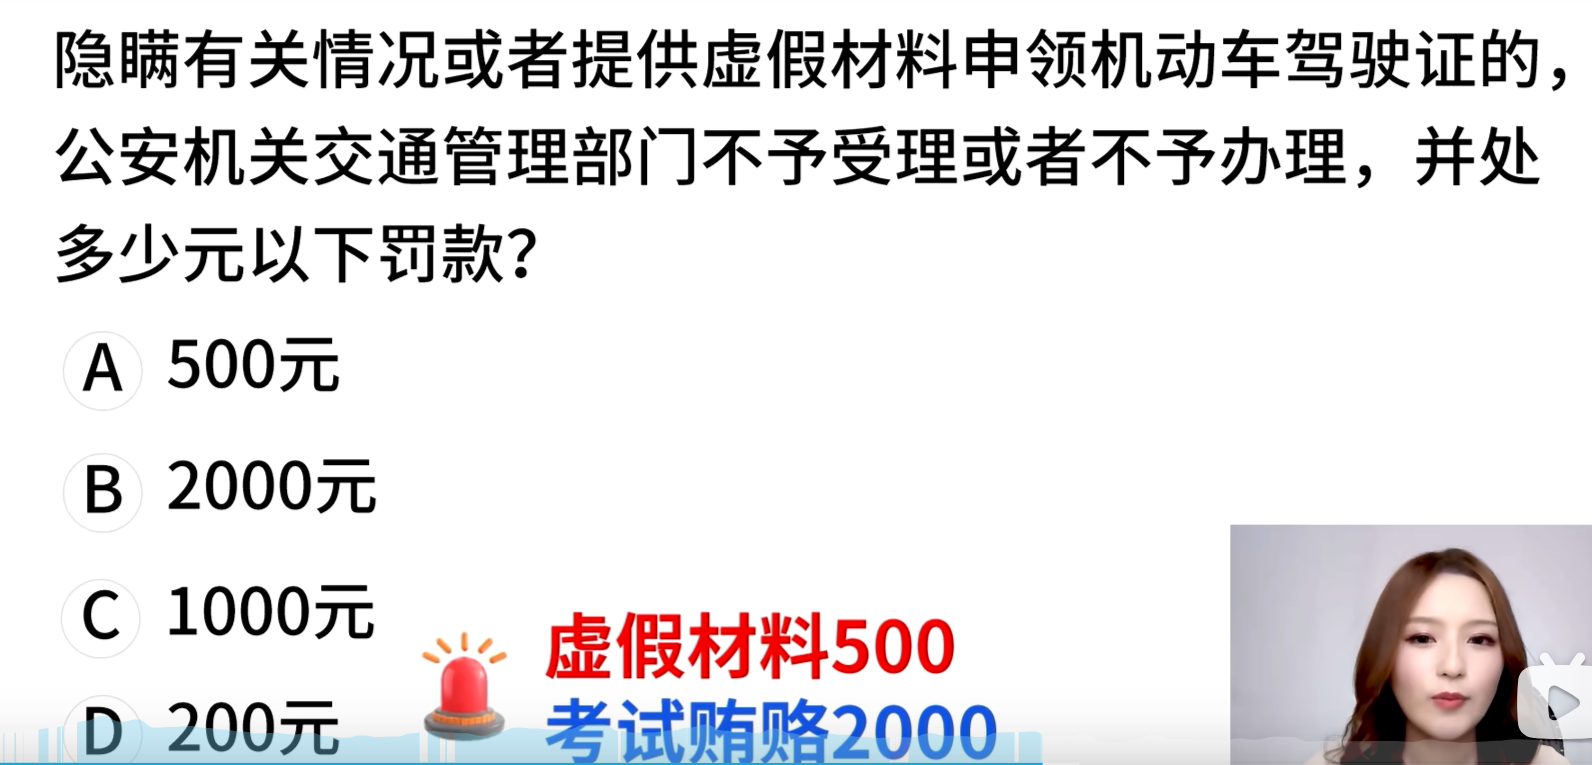 隐瞒有关情况或者提供虚假材料申领机动车驾驶证的，
公安机关交通管理部门不予受理或者不予办理，并处
多少元以下罚款？
A 500元
B 2000元
C 1000元
虚假材料500
D 200元
考试贿赂2000